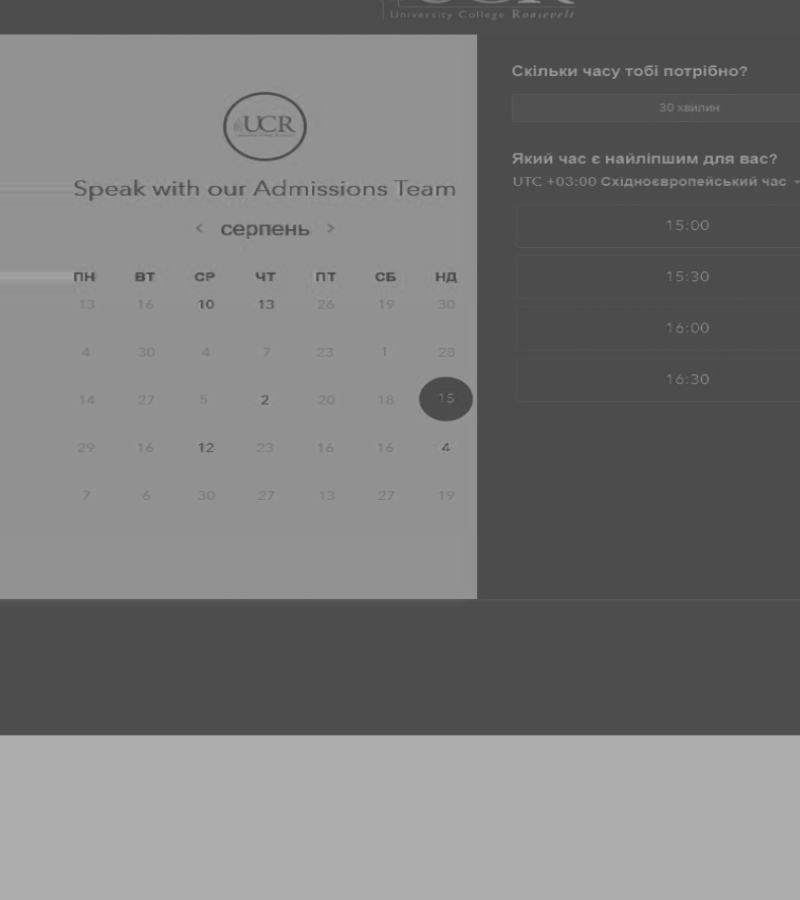 University College Roosevelt
UCR
Speak with our Admissions Team
< серпень >
ПН ВТ СР ЧТ ПТ СБ НД
13 16 10 13 26 19 30
4 30 4 7 23 1 28
14 27 5 2 20 18 15
29 16 12 23 16 16 4
7 6 30 27 13 27 19
Скільки часу тобі потрібно?
30 хвилин
Який час є найліпшим для вас?
UTC +03:00 Східноєвропейський час
15:00
15:30
16:00
16:30